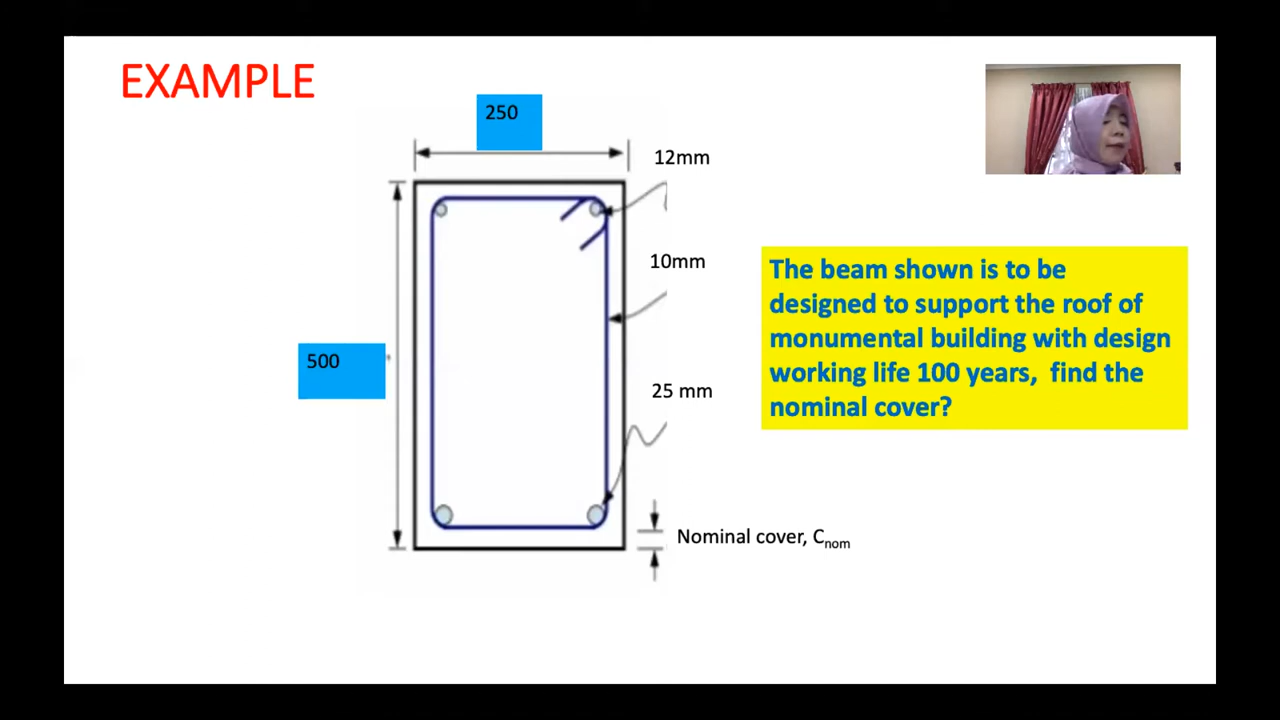 EXAMPLE
250
12mm
10mm
500
25 mm
Nominal cover, Cnom
The beam shown is to be
designed to support the roof of
monumental building with design
working life 100 years, find the
nominal cover?